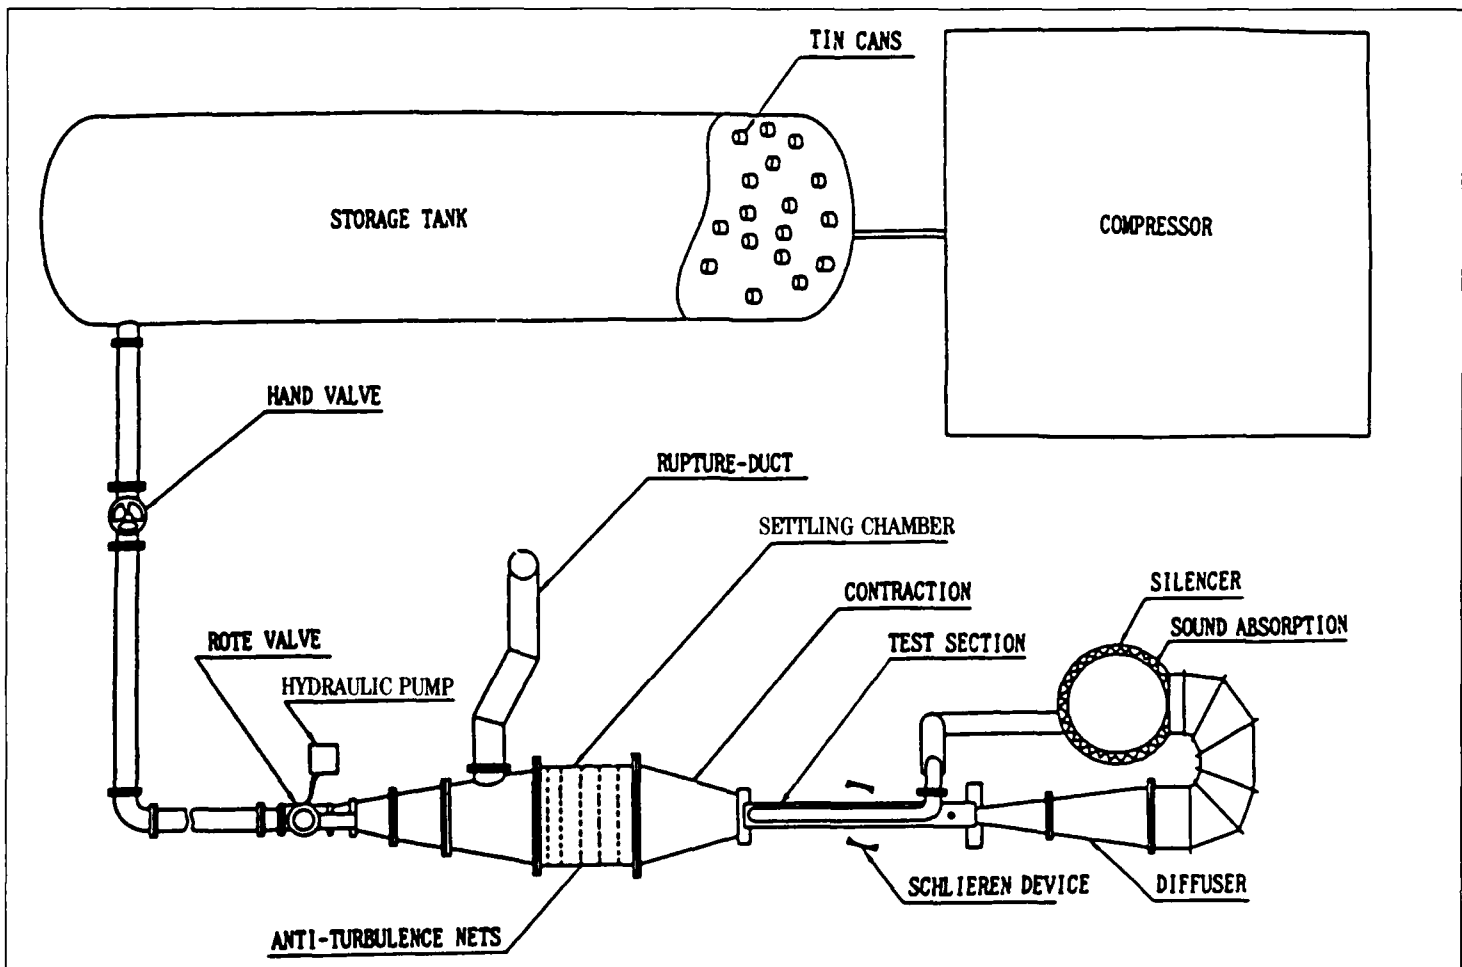 TIN CANS
STORAGE TANK
COMPRESSOR
HAND VALVE
RUPTURE-DUCT
SETTLING CHAMBER
CONTRACTION
SILENCER
SOUND ABSORPTION
TEST SECTION
ROTE VALVE
HYDRAULIC PUMP
SCHLIEREN DEVICE
DIFFUSER
ANTI-TURBULENCE NETS